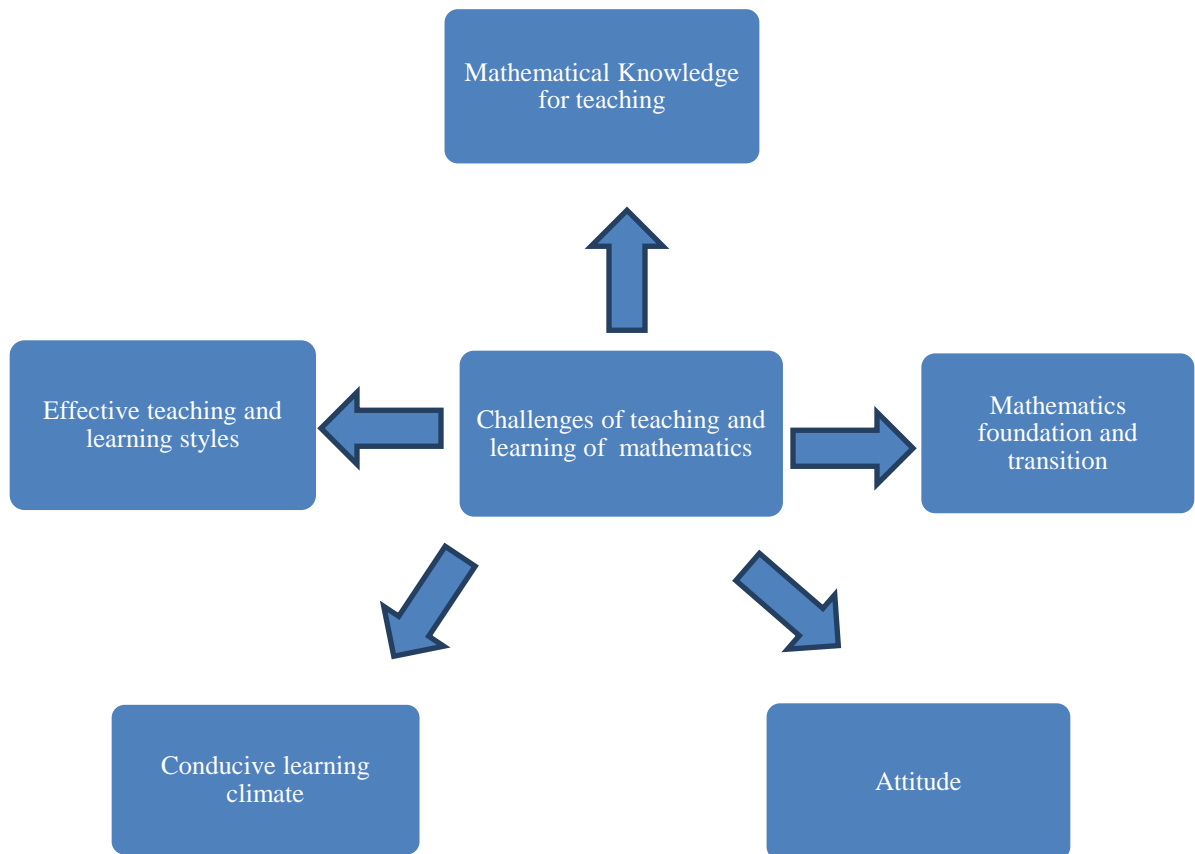 Mathematical Knowledge
for teaching
Effective teaching and
learning styles
Challenges of teaching and
learning of  mathematics
Mathematics
foundation and
transition
Conducive learning
climate
Attitude